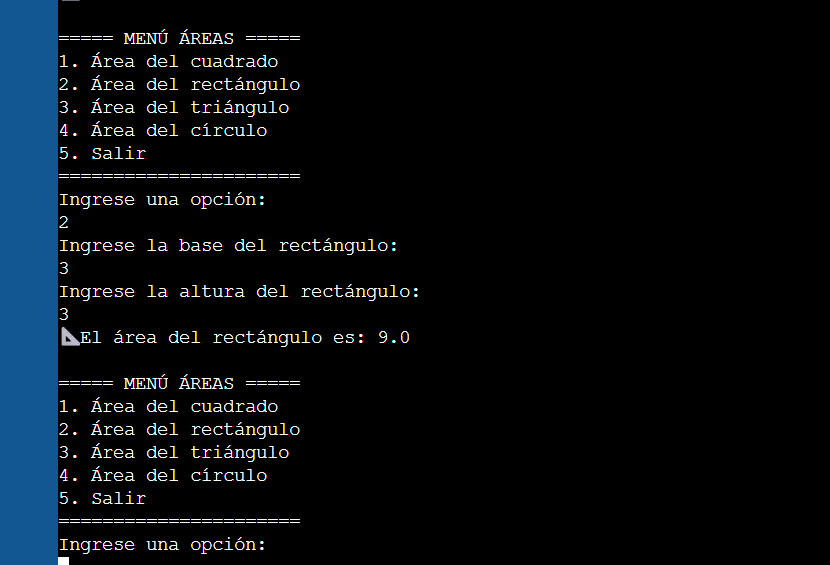 ===== MENÚ ÁREAS =====
1. Área del cuadrado
2. Área del rectángulo
3. Área del triángulo
4. Área del círculo
5. Salir
======================
Ingrese una opción:
2
Ingrese la base del rectángulo:
3
Ingrese la altura del rectángulo:
3
📐El área del rectángulo es: 9.0
===== MENÚ ÁREAS =====
1. Área del cuadrado
2. Área del rectángulo
3. Área del triángulo
4. Área del círculo
5. Salir
======================
Ingrese una opción: